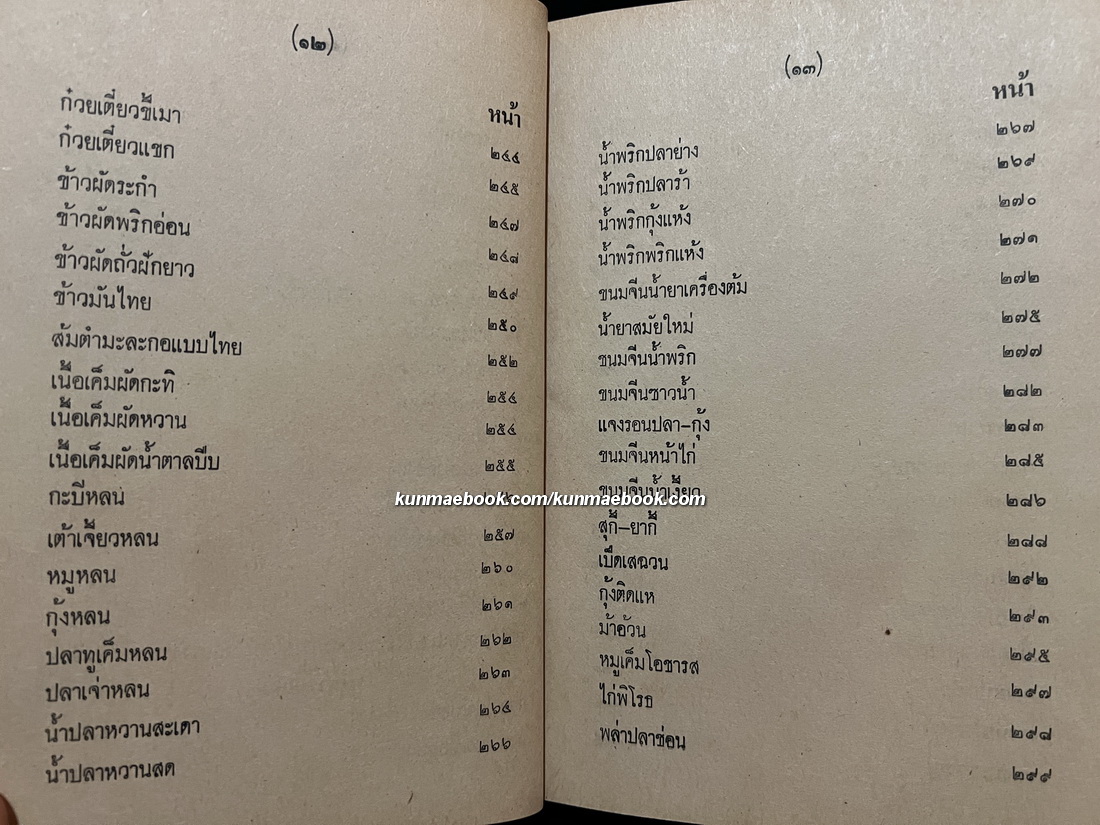 (๑๒)
หน้า
ก๋วยเตี๋ยวขี้เมา ๒๔๔
ก๋วยเตี๋ยวแขก ๒๔๕
ข้าวผัดระกำ ๒๔๗
ข้าวผัดพริกอ่อน ๒๔๘
ข้าวผัดถั่วฝักยาว ๒๔๙
ข้าวมันไทย ๒๕๐
ส้มตำมะละกอแบบไทย ๒๕๒
เนื้อเค็มผัดกะทิ ๒๕๔
เนื้อเค็มผัดหวาน ๒๕๔
เนื้อเค็มผัดน้ำตาลปีบ ๒๕๕
กะปิหลน
เต้าเจี้ยวหลน ๒๕๗
หมูหลน ๒๖๐
กุ้งหลน ๒๖๑
ปลาทูเค็มหลน ๒๖๒
ปลาเจ่าหลน ๒๖๓
น้ำปลาหวานสะเดา ๒๖๔
น้ำปลาหวานสด ๒๖๖
(๑๓)
หน้า
น้ำพริกปลาย่าง ๒๖๗
น้ำพริกปลาร้า ๒๖๙
น้ำพริกกุ้งแห้ง ๒๗๐
น้ำพริกพริกแห้ง ๒๗๑
ขนมจีนน้ำยาเครื่องต้ม ๒๗๒
น้ำยาสมัยใหม่ ๒๗๕
ขนมจีนน้ำพริก ๒๗๗
ขนมจีนซาวน้ำ ๒๘๒
แจงรอนปลา–กุ้ง ๒๘๓
ขนมจีนหน้าไก่ ๒๘๕
ขนมจีนน้ำเงี้ยว ๒๘๖
สุกี้–ยากี้ ๒๘๘
เป็ดเสฉวน ๒๙๒
กุ้งติดแห ๒๙๓
ม้าอ้วน ๒๙๕
หมูเค็มโอชารส ๒๙๗
ไก่พิโรธ ๒๙๘
พล่าปลาช่อน ๒๙๙
kunmaebook.com/kunmaebook.com